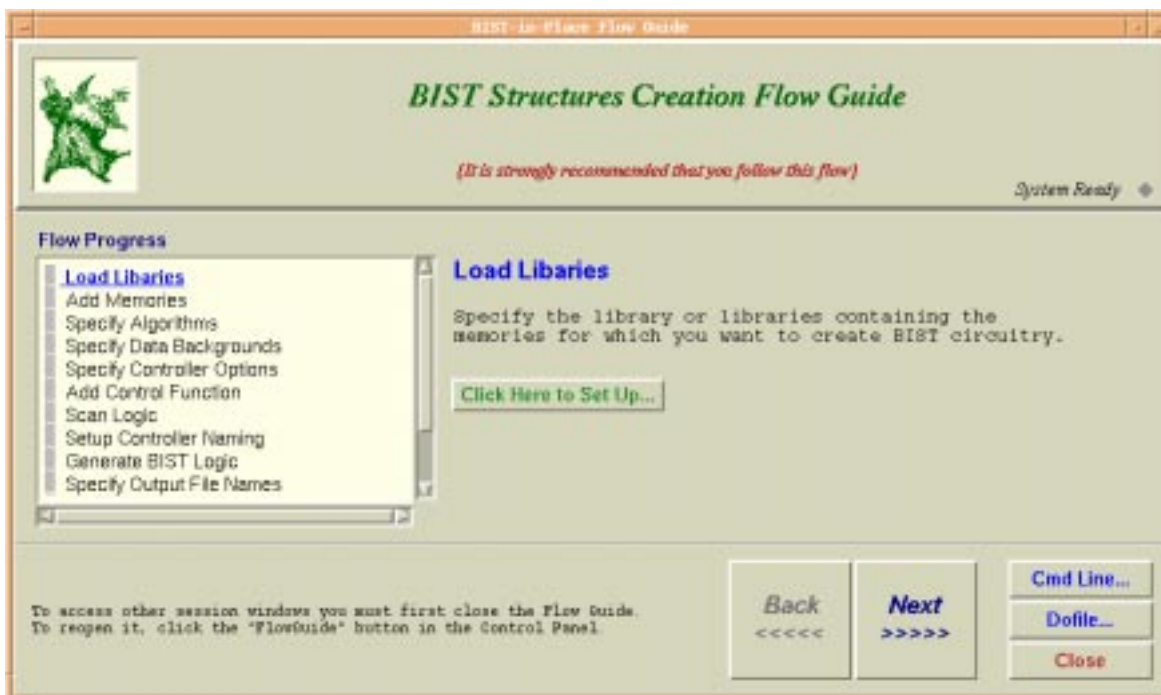 BIST-in-Place Flow Guide
BIST Structures Creation Flow Guide
(It is strongly recommended that you follow this flow)
System Ready
Flow Progress
Load Libaries
Add Memories
Specify Algorithms
Specify Data Backgrounds
Specify Controller Options
Add Control Function
Scan Logic
Setup Controller Naming
Generate BIST Logic
Specify Output File Names
Load Libaries
Specify the library or libraries containing the
memories for which you want to create BIST circuitry.
Click Here to Set Up...
To access other session windows you must first close the Flow Guide.
To reopen it, click the "FlowGuide" button in the Control Panel.
Back
<<<<<
Next
>>>>>
Cmd Line...
Dofile...
Close